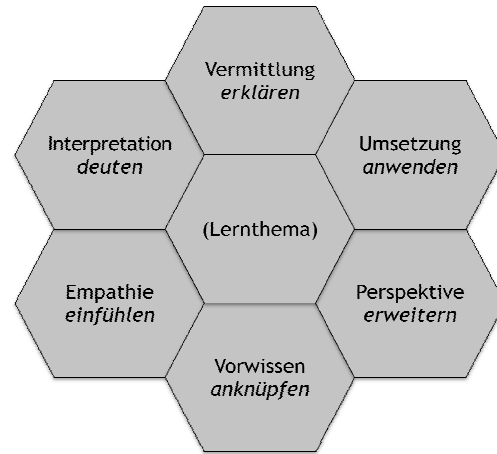 Vermittlung
erklären
Interpretation
deuten
Umsetzung
anwenden
(Lernthema)
Empathie
einfühlen
Perspektive
erweitern
Vorwissen
anknüpfen